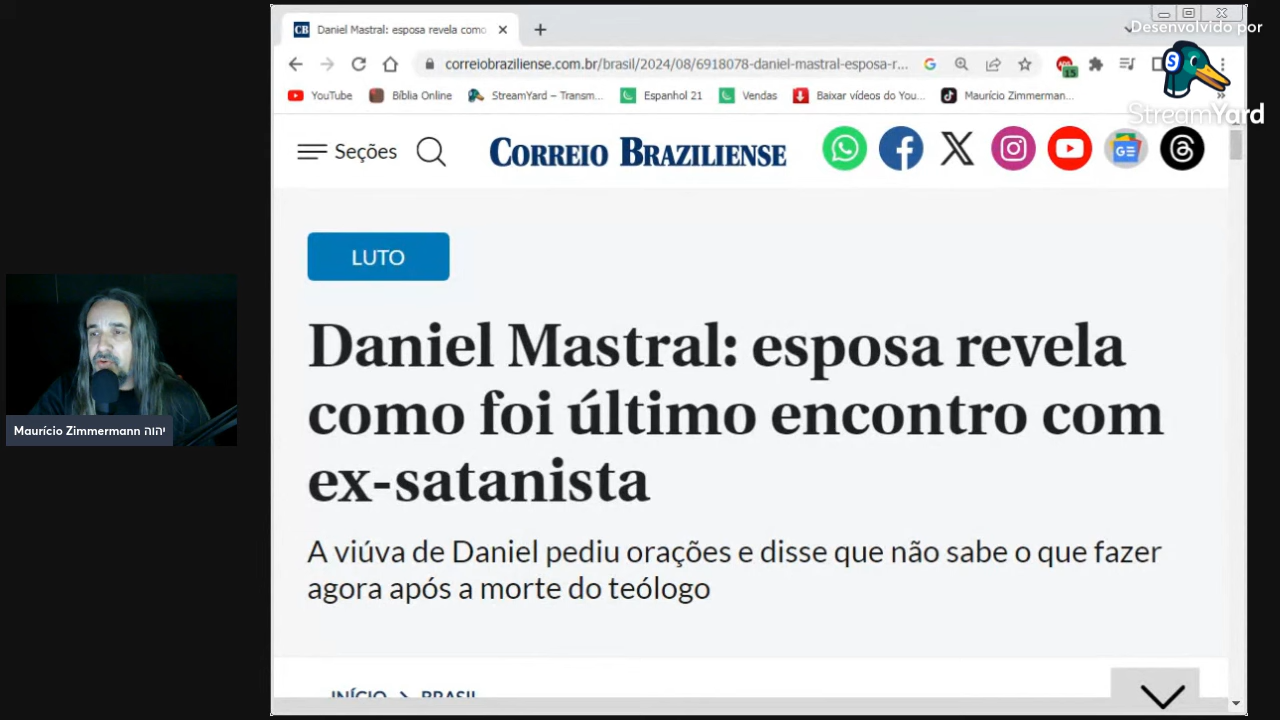 Daniel Mastral: esposa revela como
Desenvolvido por
StreamYard
correiobraziliense.com.br/brasil/2024/08/6918078-daniel-mastral-esposa-r...
15
YouTube
Bíblia Online
StreamYard – Transm...
Espanhol 21
Vendas
Baixar vídeos do You...
Maurício Zimmerman...
Seções
CORREIO BRAZILIENSE
LUTO
Daniel Mastral: esposa revela
como foi último encontro com
ex-satanista
A viúva de Daniel pediu orações e disse que não sabe o que fazer
agora após a morte do teólogo
INÍCIO > BRASIL
Maurício Zimmermann יהוה